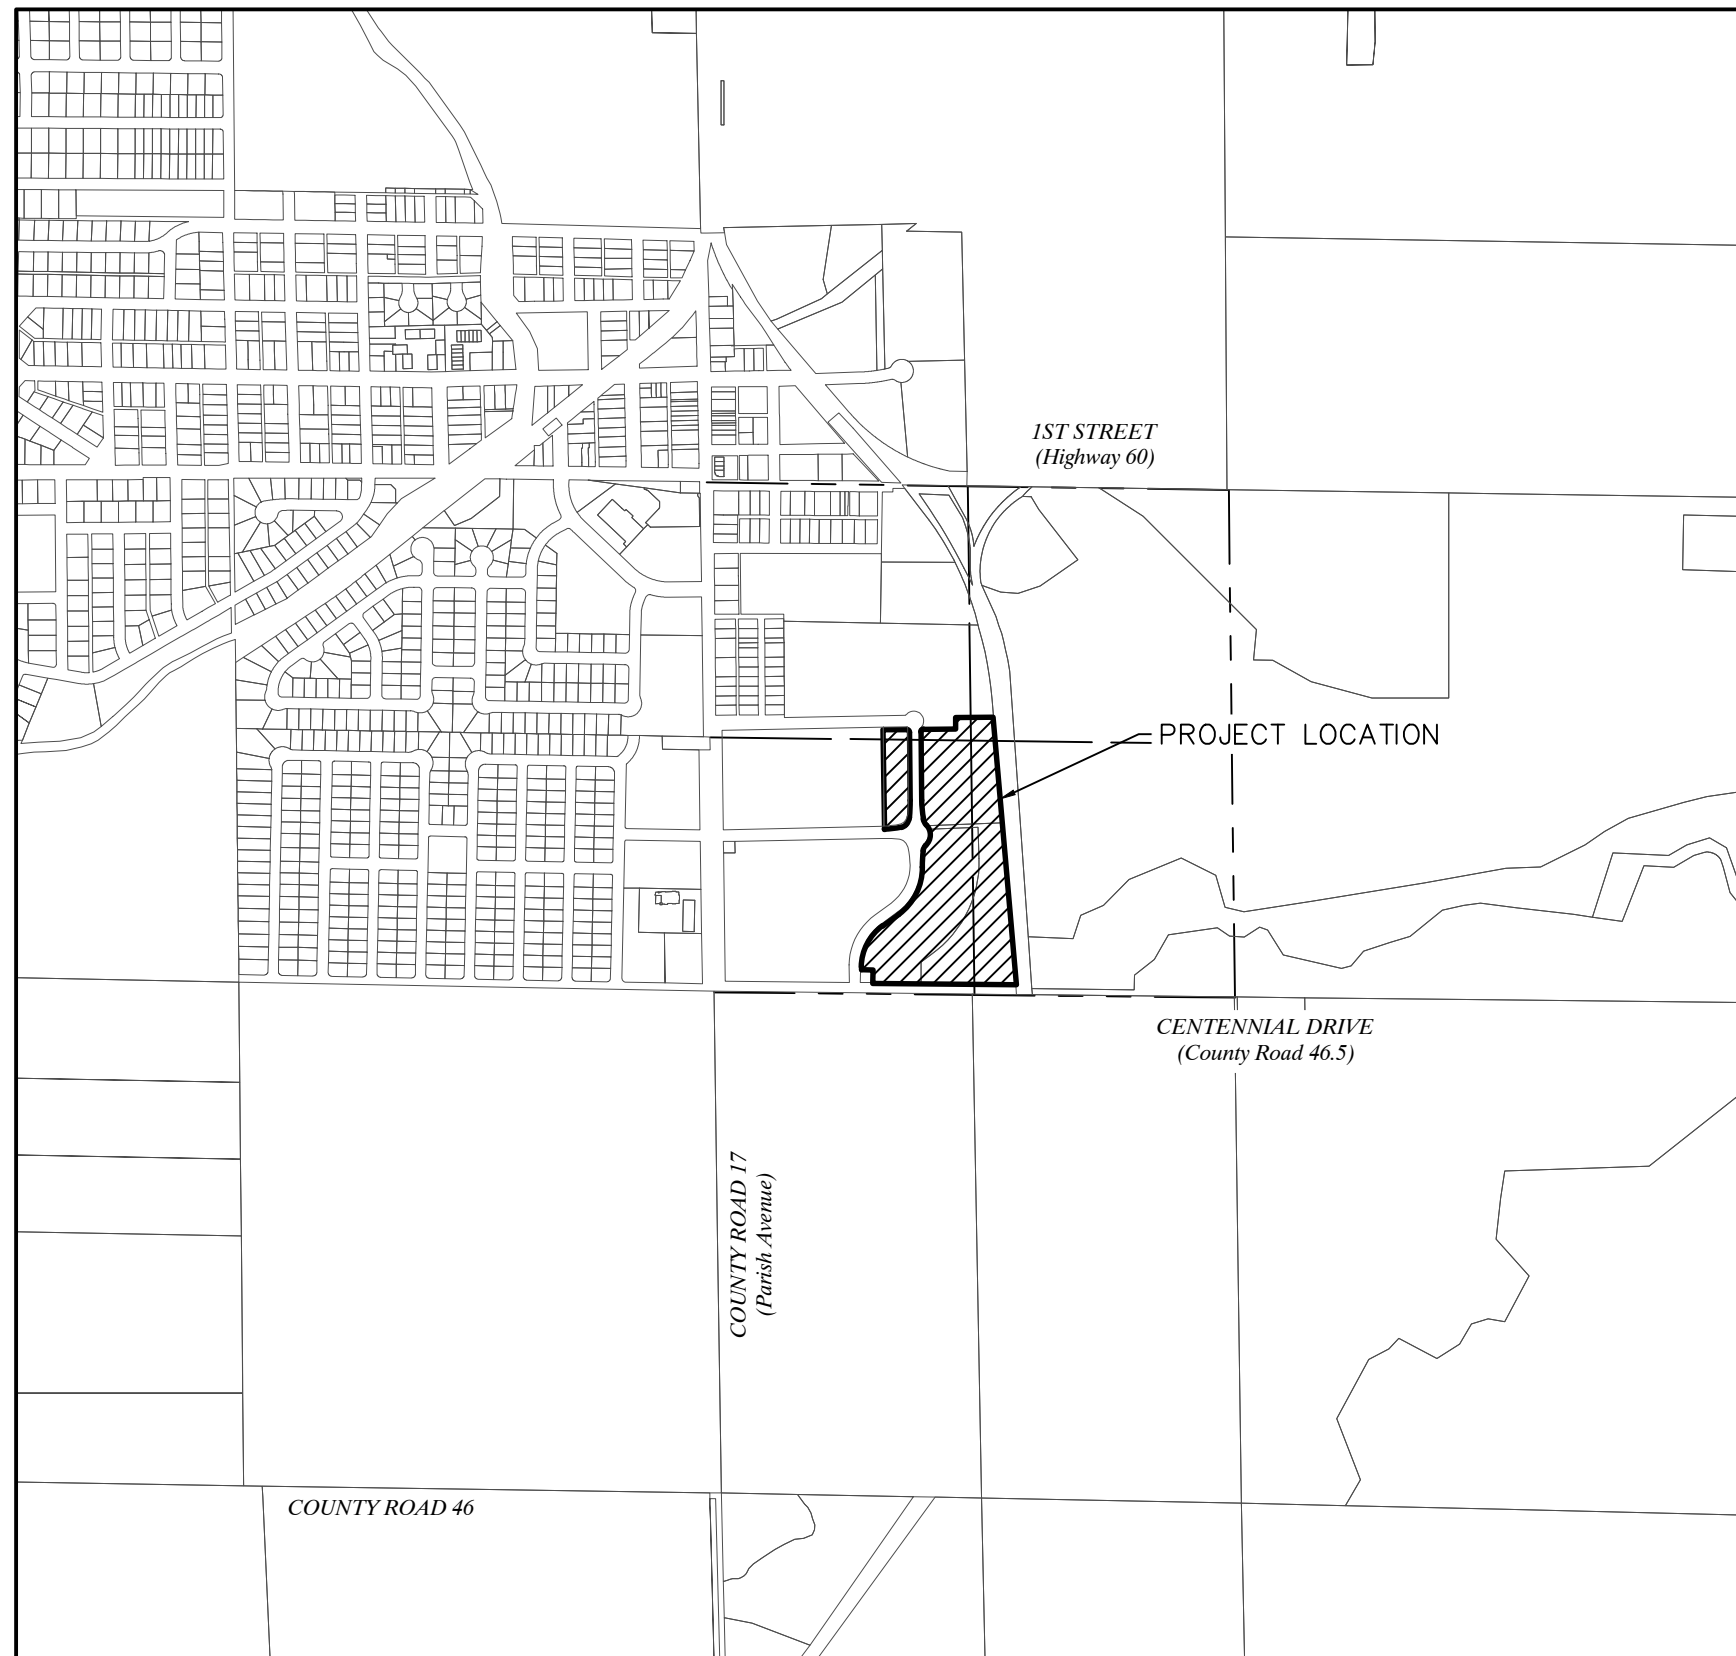 1ST STREET
(Highway 60)
PROJECT LOCATION
CENTENNIAL DRIVE
(County Road 46.5)
COUNTY ROAD 17
(Parish Avenue)
COUNTY ROAD 46